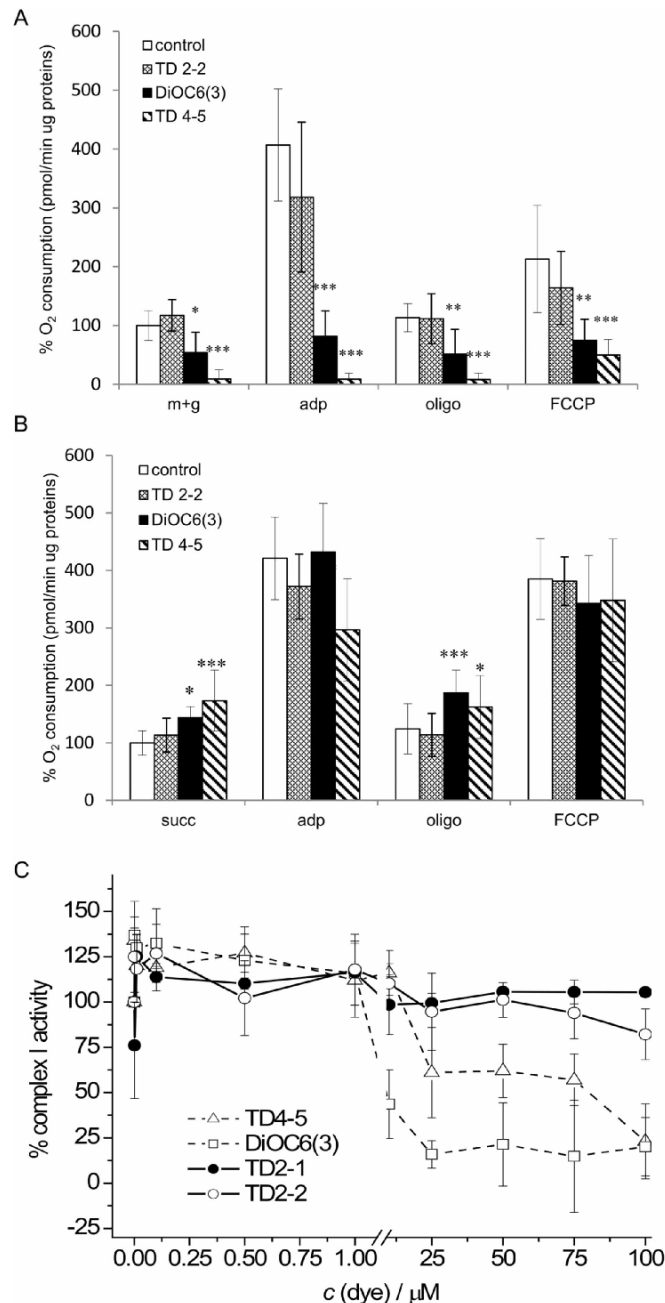 A
% O₂ consumption (pmol/min ug proteins)
600
500
400
300
200
100
0
control
TD 2-2
DiOC6(3)
TD 4-5
*
***
***
***
**
***
**
***
m+g adp oligo FCCP
B
% O₂ consumption (pmol/min ug proteins)
600
500
400
300
200
100
0
control
TD 2-2
DiOC6(3)
TD 4-5
*
***
***
*
succ adp oligo FCCP
C
% complex I activity
150
125
100
75
50
25
0
-25
TD4-5
DiOC6(3)
TD2-1
TD2-2
0.00 0.25 0.50 0.75 1.00 // 25 50 75 100
c (dye) / μM